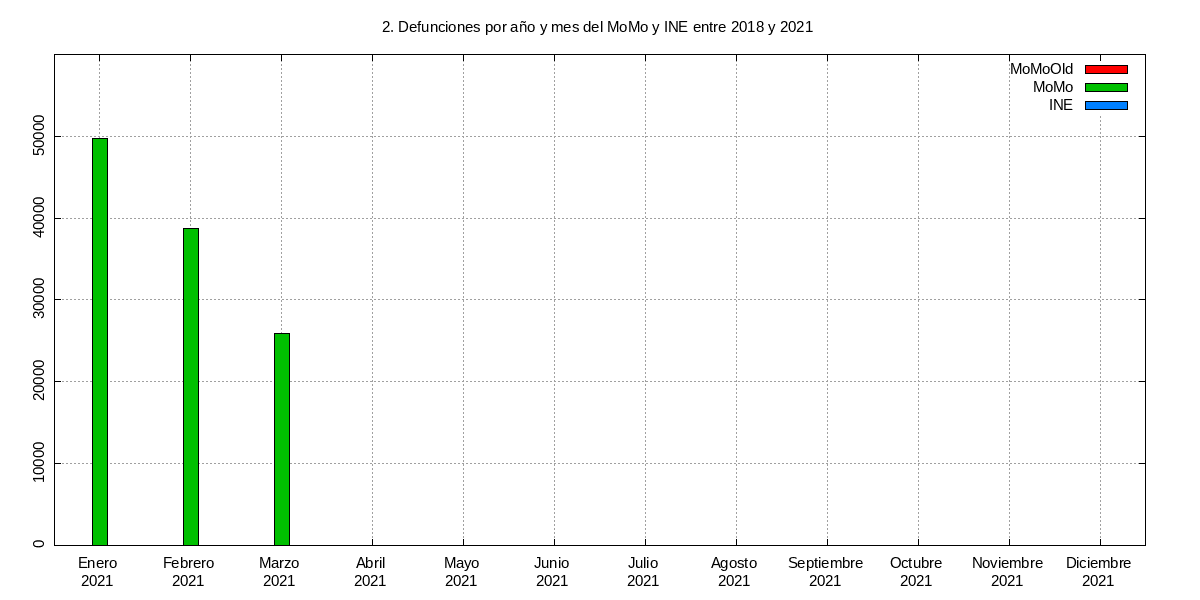 2. Defunciones por año y mes del MoMo y INE entre 2018 y 2021
MoMoOld
MoMo
INE
50000
40000
30000
20000
10000
0
Enero
2021
Febrero
2021
Marzo
2021
Abril
2021
Mayo
2021
Junio
2021
Julio
2021
Agosto
2021
Septiembre
2021
Octubre
2021
Noviembre
2021
Diciembre
2021